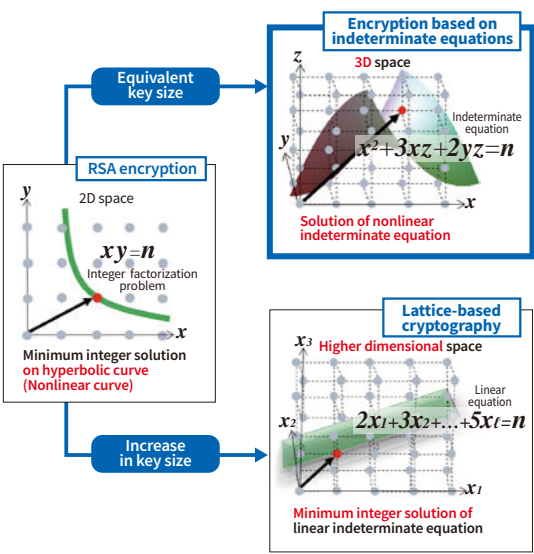 Encryption based on
indeterminate equations
Equivalent
key size
z
3D space
y
Indeterminate
equation
x²+3xz+2yz=n
x
Solution of nonlinear
indeterminate equation
RSA encryption
y
2D space
xy=n
Integer factorization
problem
x
Minimum integer solution
on hyperbolic curve
(Nonlinear curve)
Increase
in key size
Lattice-based
cryptography
x₃
Higher dimensional space
Linear
equation
x₂
2x₁+3x₂+...+5xℓ=n
x₁
Minimum integer solution of
linear indeterminate equation